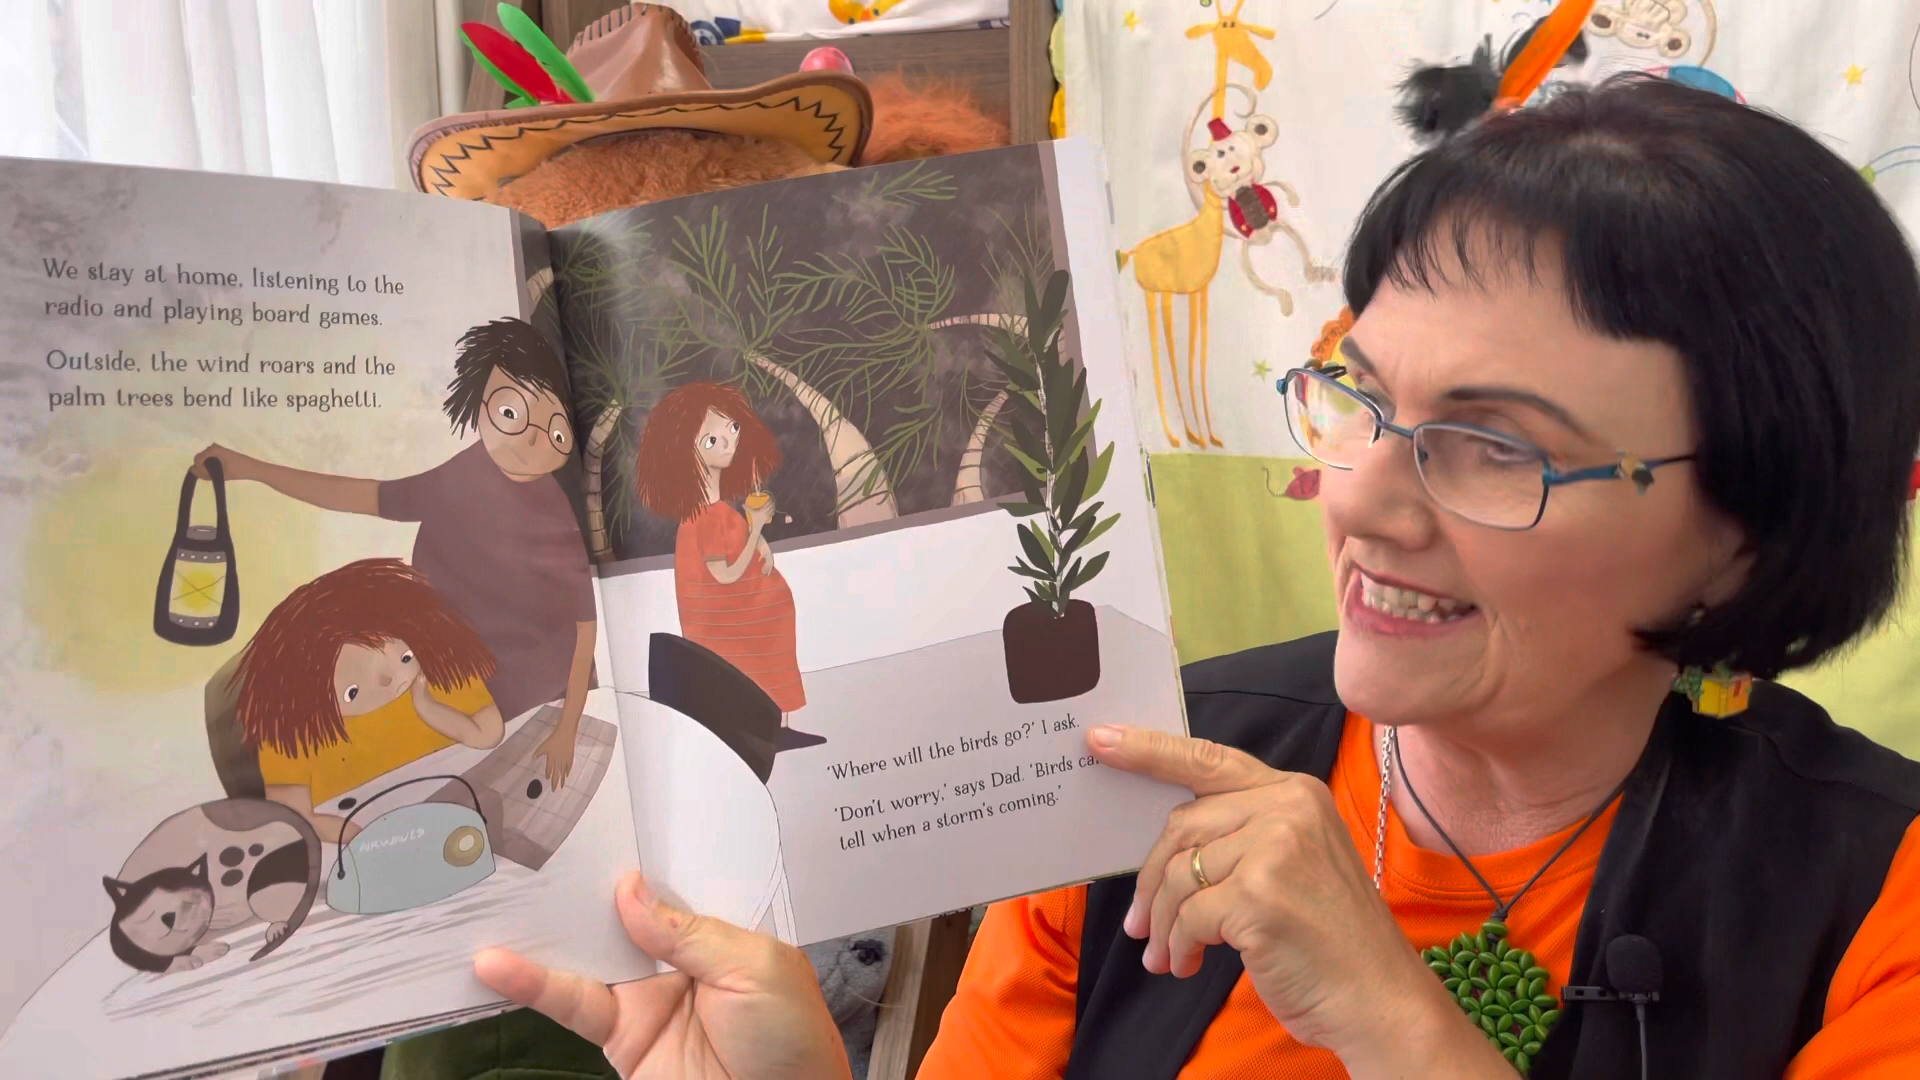 We stay at home, listening to the
radio and playing board games.
Outside, the wind roars and the
palm trees bend like spaghetti.
AIRWAVES
'Where will the birds go?' I ask.
'Don't worry,' says Dad. 'Birds ca
tell when a storm's coming.'